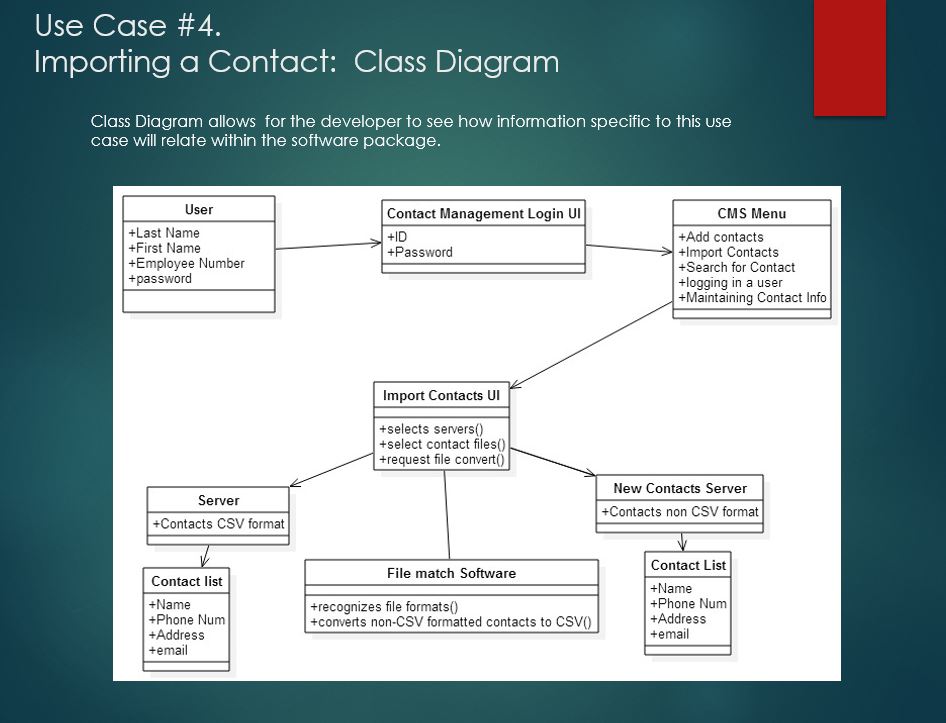 Use Case #4.
Importing a Contact:  Class Diagram
Class Diagram allows  for the developer to see how information specific to this use
case will relate within the software package.
User
+Last Name
+First Name
+Employee Number
+password
Contact Management Login UI
+ID
+Password
CMS Menu
+Add contacts
+Import Contacts
+Search for Contact
+logging in a user
+Maintaining Contact Info
Import Contacts UI
+selects servers()
+select contact files()
+request file convert()
Server
+Contacts CSV format
New Contacts Server
+Contacts non CSV format
Contact list
+Name
+Phone Num
+Address
+email
File match Software
+recognizes file formats()
+converts non-CSV formatted contacts to CSV()
Contact List
+Name
+Phone Num
+Address
+email